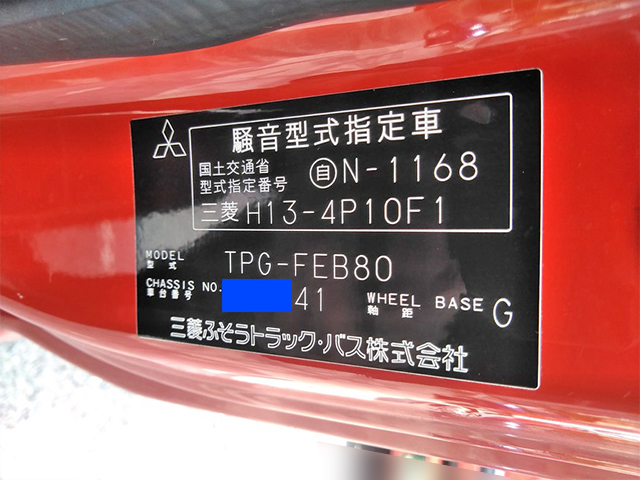 騒音型式指定車
国土交通省
型式指定番号 自N-1168
三菱 H13-4P10F1
MODEL
型式 TPG-FEB80
CHASSIS NO.
車台番号 41
WHEEL BASE
軸距 G
三菱ふそうトラック・バス株式会社